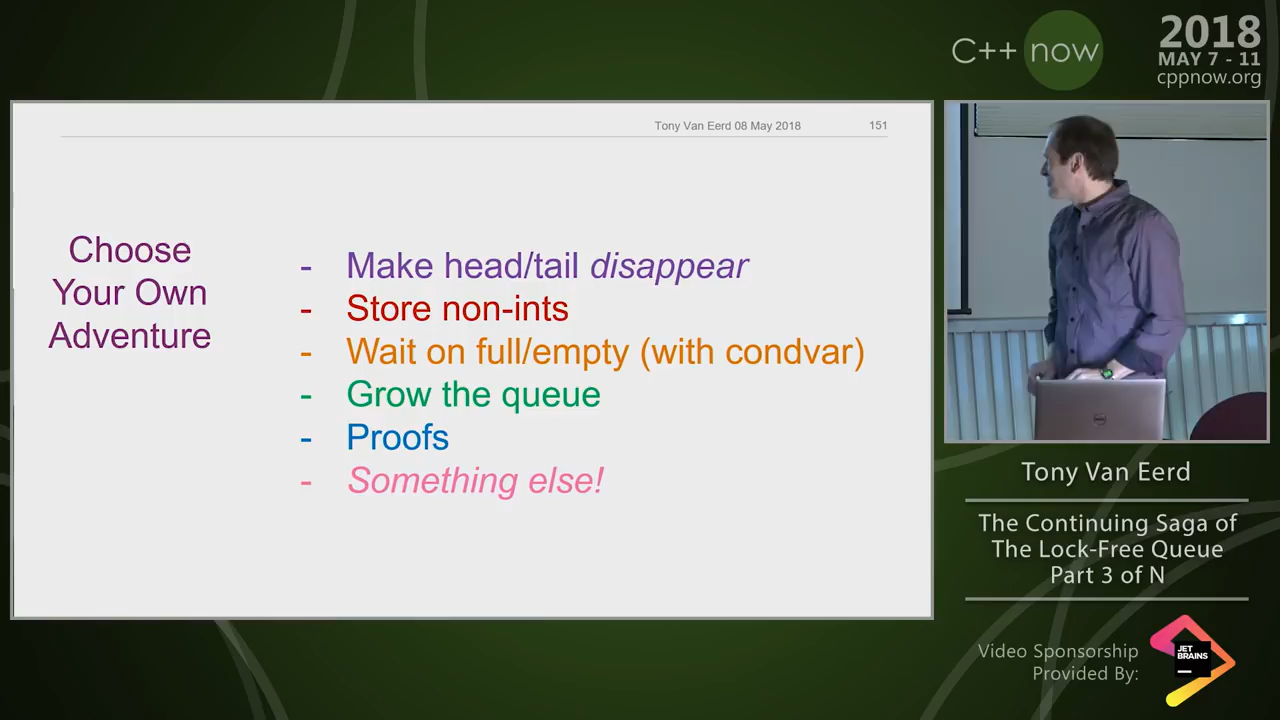 C++ now
2018
MAY 7 - 11
cppnow.org
Tony Van Eerd 08 May 2018
151
Choose
Your Own
Adventure
- Make head/tail disappear
- Store non-ints
- Wait on full/empty (with condvar)
- Grow the queue
- Proofs
- Something else!
Tony Van Eerd
The Continuing Saga of
The Lock-Free Queue
Part 3 of N
Video Sponsorship
Provided By:
JET
BRAINS